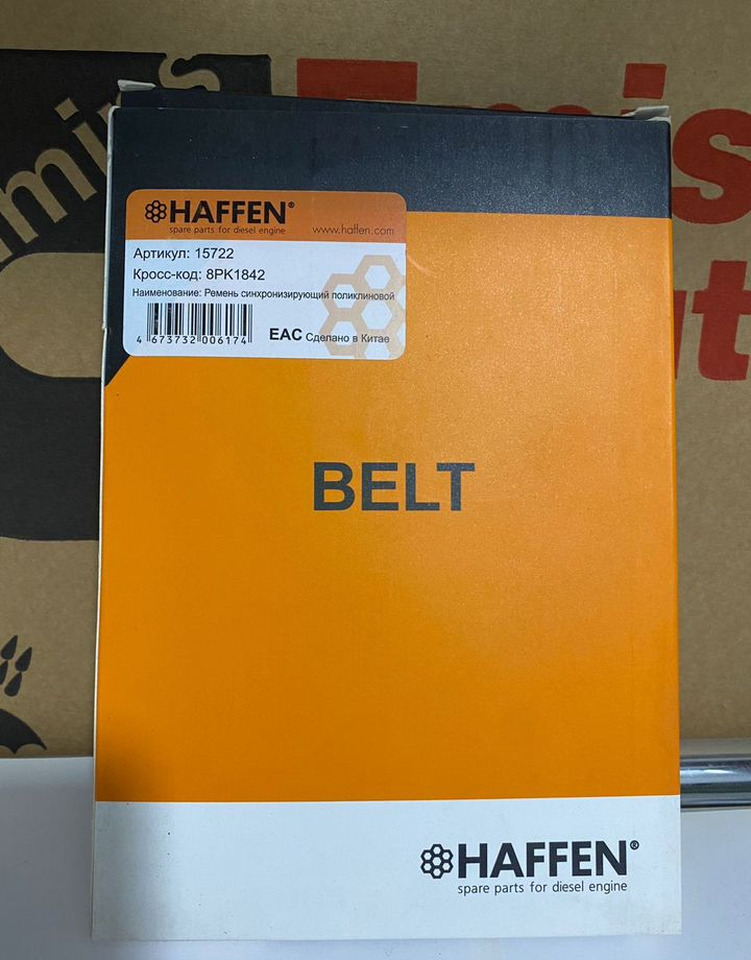 HAFFEN®
spare parts for diesel engine
www.haffen.com
Артикул: 15722
Кросс-код: 8PK1842
Наименование: Ремень синхронизирующий поликлиновой
4 673732 006174
EAC Сделано в Китае
BELT
HAFFEN®
spare parts for diesel engine